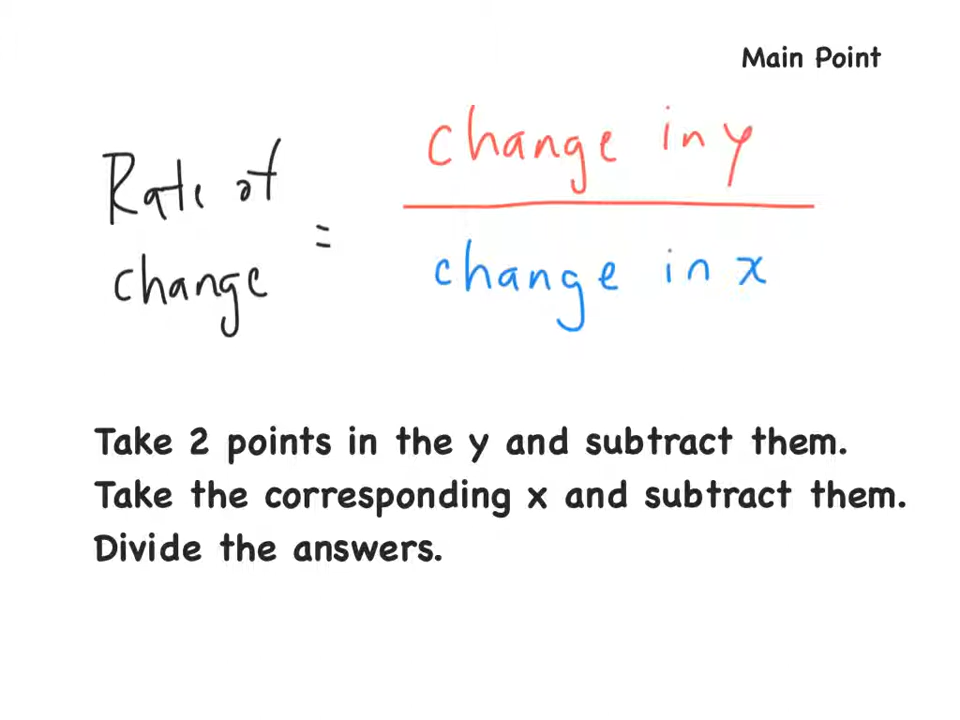 Main Point
Rate of
change
=
change in y
change in x
Take 2 points in the y and subtract them.
Take the corresponding x and subtract them.
Divide the answers.